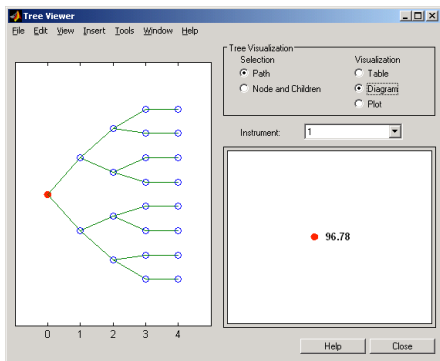 Tree Viewer
File Edit View Insert Tools Window Help
Tree Visualization
Selection
Visualization
Path
Table
Node and Children
Diagram
Plot
Instrument:
1
96.78
0 1 2 3 4
Help
Close